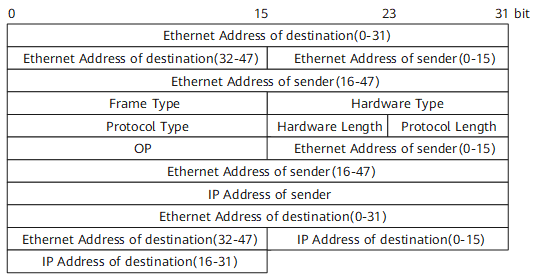 0 15 23 31 bit
Ethernet Address of destination(0-31)
Ethernet Address of destination(32-47) Ethernet Address of sender(0-15)
Ethernet Address of sender(16-47)
Frame Type Hardware Type
Protocol Type Hardware Length Protocol Length
OP Ethernet Address of sender(0-15)
Ethernet Address of sender(16-47)
IP Address of sender
Ethernet Address of destination(0-31)
Ethernet Address of destination(32-47) IP Address of destination(0-15)
IP Address of destination(16-31)